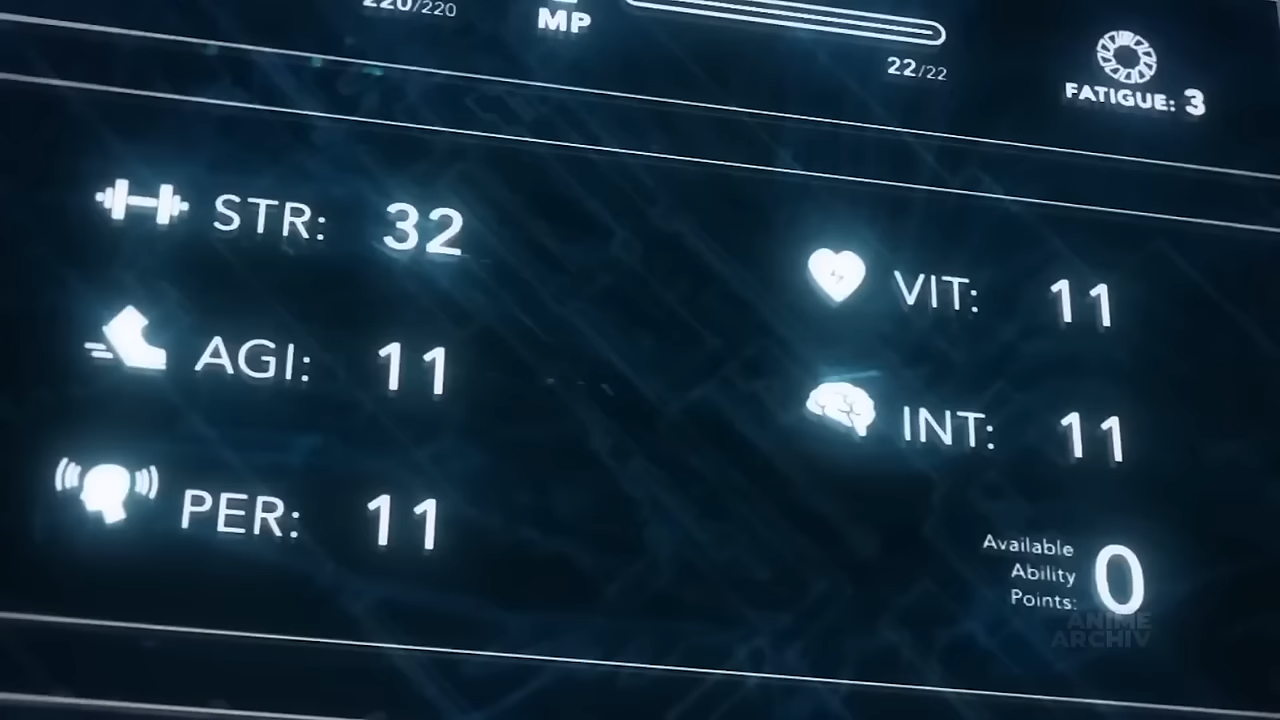 220/220
MP
22/22
FATIGUE: 3
STR: 32
VIT: 11
AGI: 11
INT: 11
PER: 11
Available
Ability
Points: 0
ANIME
ARCHIV